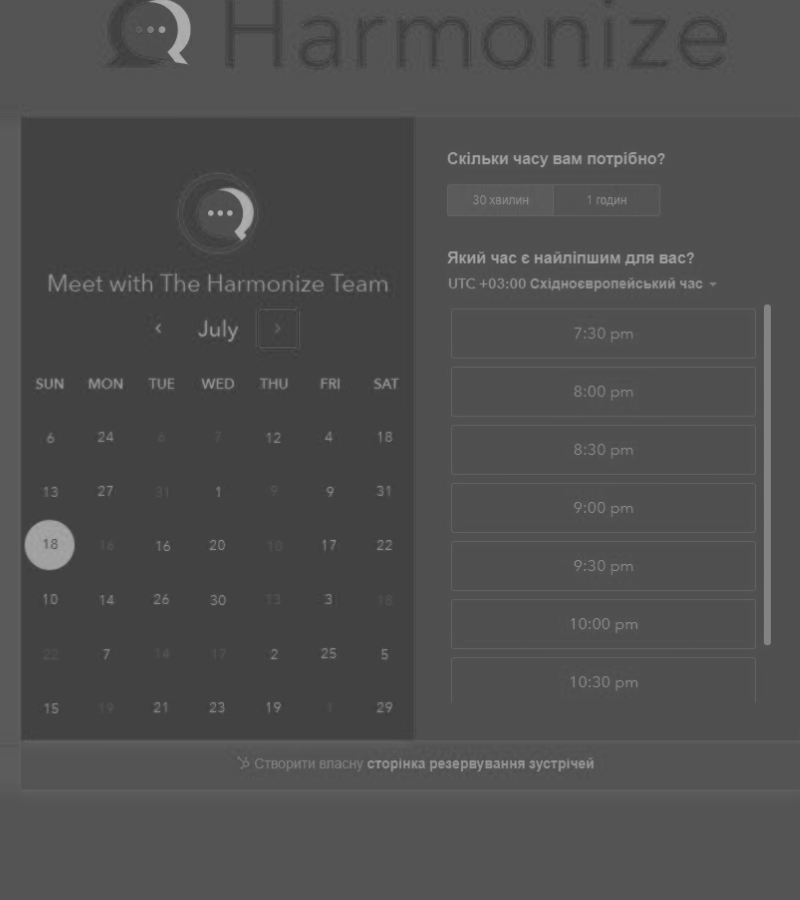 Harmonize
Meet with The Harmonize Team
July
SUN MON TUE WED THU FRI SAT
6 24 6 7 12 4 18
13 27 31 1 9 9 31
18 16 16 20 10 17 22
10 14 26 30 13 3 18
22 7 14 17 2 25 5
15 19 21 23 19 1 29
Скільки часу вам потрібно?
30 хвилин 1 годин
Який час є найліпшим для вас?
UTC +03:00 Східноєвропейський час
7:30 pm
8:00 pm
8:30 pm
9:00 pm
9:30 pm
10:00 pm
10:30 pm
Створити власну сторінка резервування зустрічей